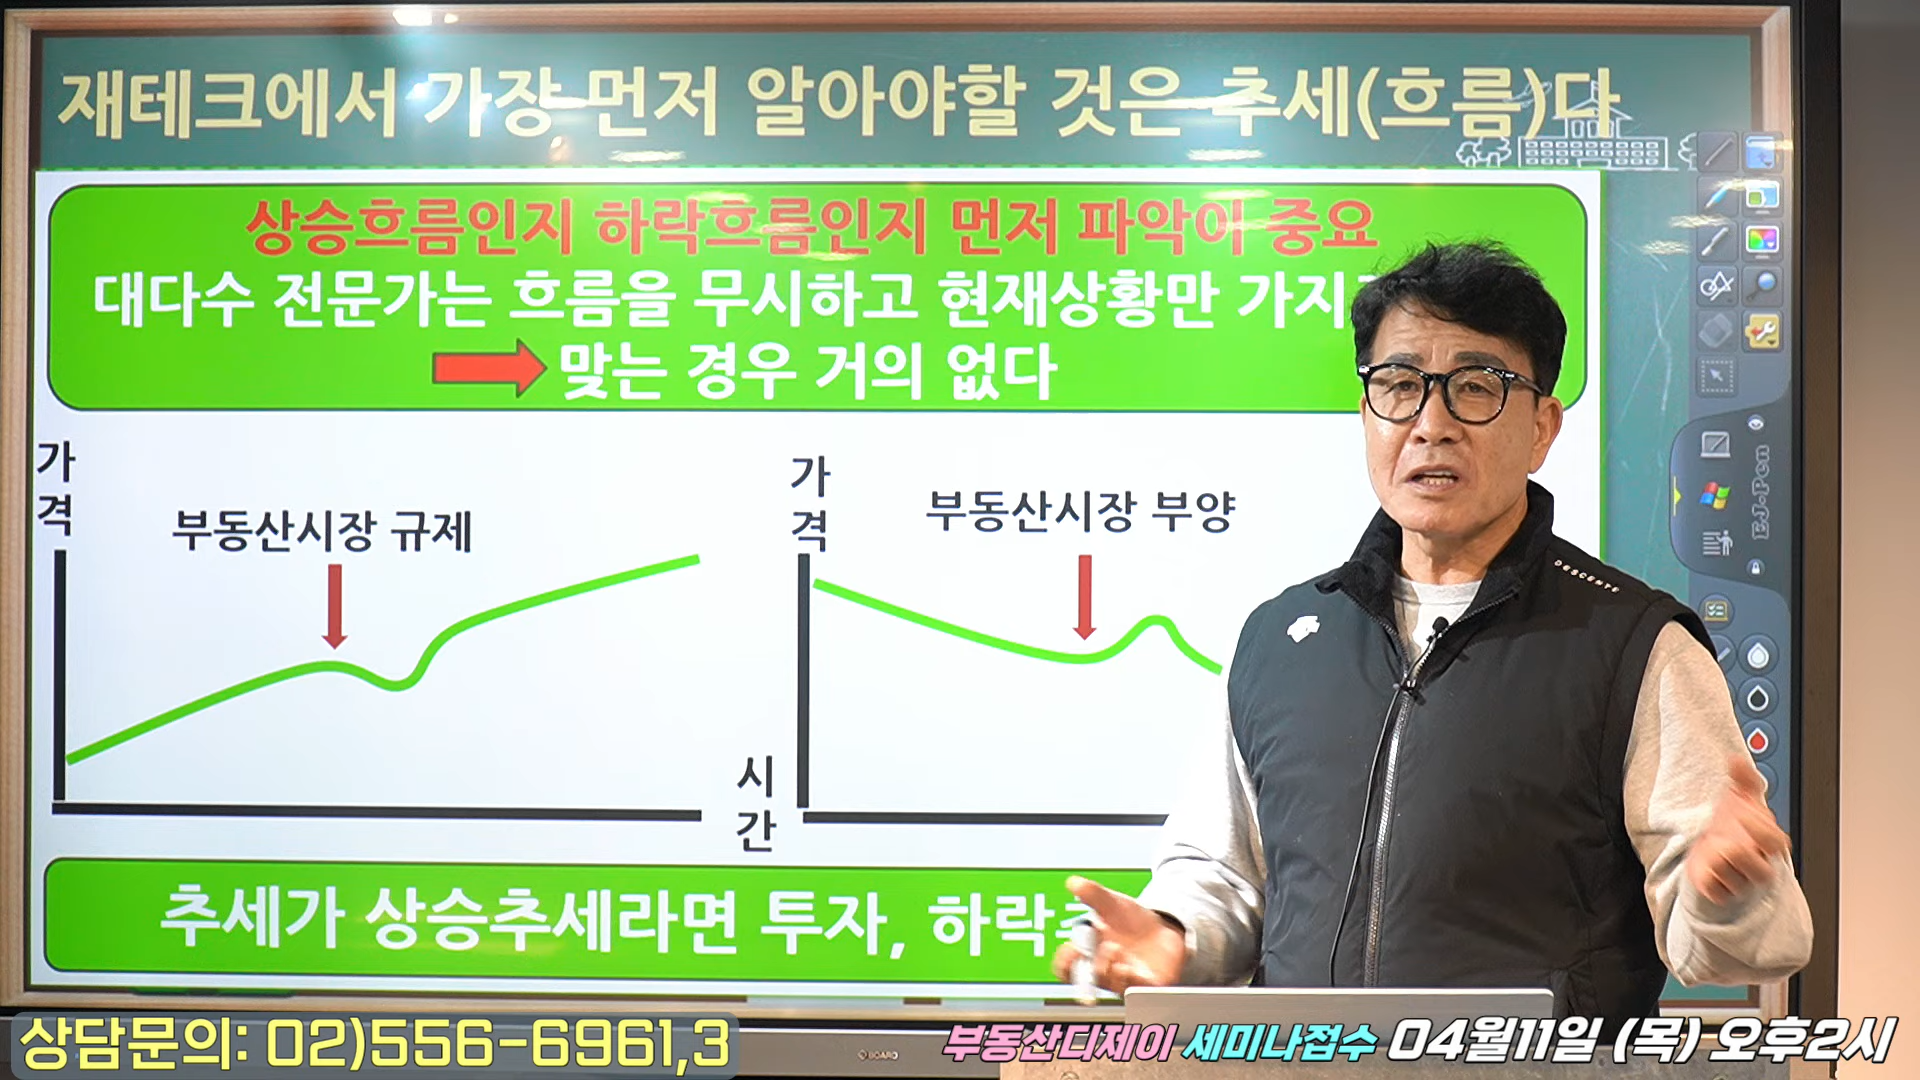 재테크에서 가장 먼저 알아야할 것은 추세(흐름)다
상승흐름인지 하락흐름인지 먼저 파악이 중요
대다수 전문가는 흐름을 무시하고 현재상황만 가지
맞는 경우 거의 없다
가격
부동산시장 규제
시간
가격
부동산시장 부양
추세가 상승추세라면 투자, 하락
DESCENTE
EJ-Pen
BOARD
상담문의: 02)556-6961,3
부동산디제이 세미나접수 04월11일 (목) 오후2시